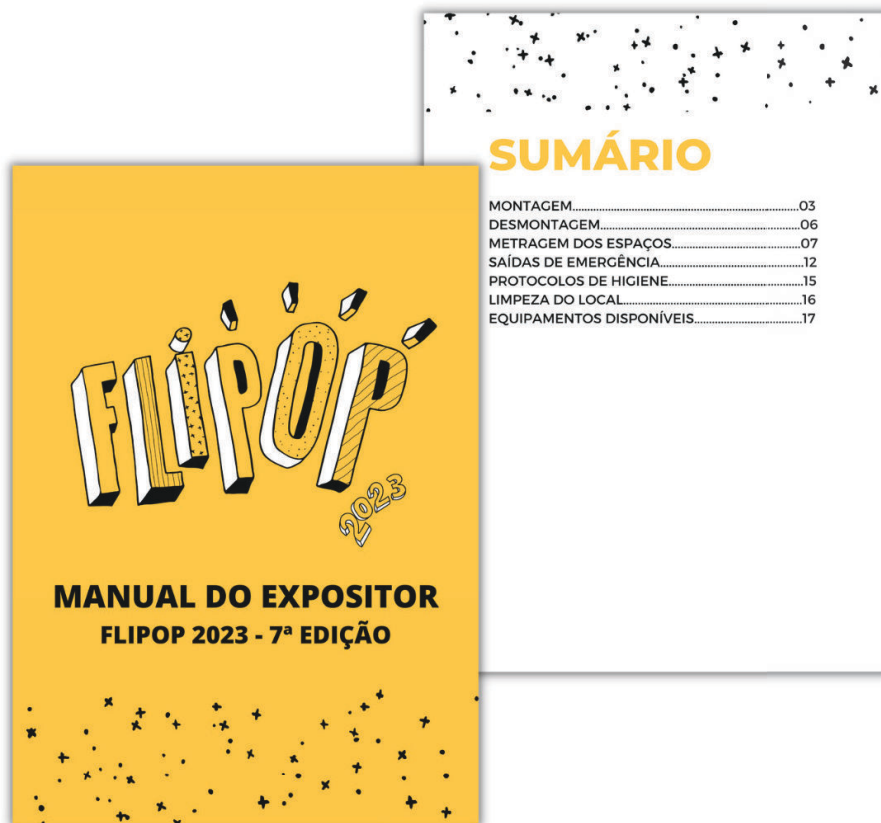 FLIPOP
2023
MANUAL DO EXPOSITOR
FLIPOP 2023 - 7ª EDIÇÃO
SUMÁRIO
MONTAGEM..........................................................03
DESMONTAGEM...................................................06
METRAGEM DOS ESPAÇOS................................07
SAÍDAS DE EMERGÊNCIA...................................12
PROTOCOLOS DE HIGIENE.................................15
LIMPEZA DO LOCAL............................................16
EQUIPAMENTOS DISPONÍVEIS...........................17